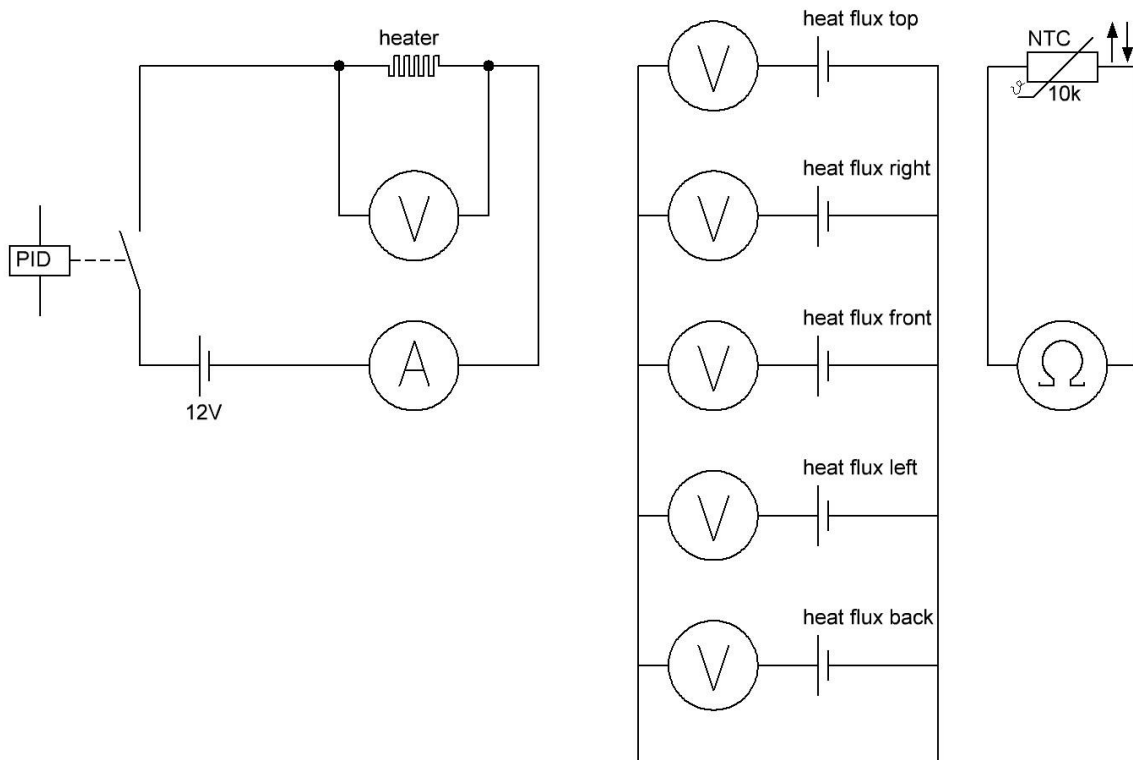 heater
V
PID
12V
A
heat flux top
V
heat flux right
V
heat flux front
V
heat flux left
V
heat flux back
V
NTC
ϑ
10k
Ω